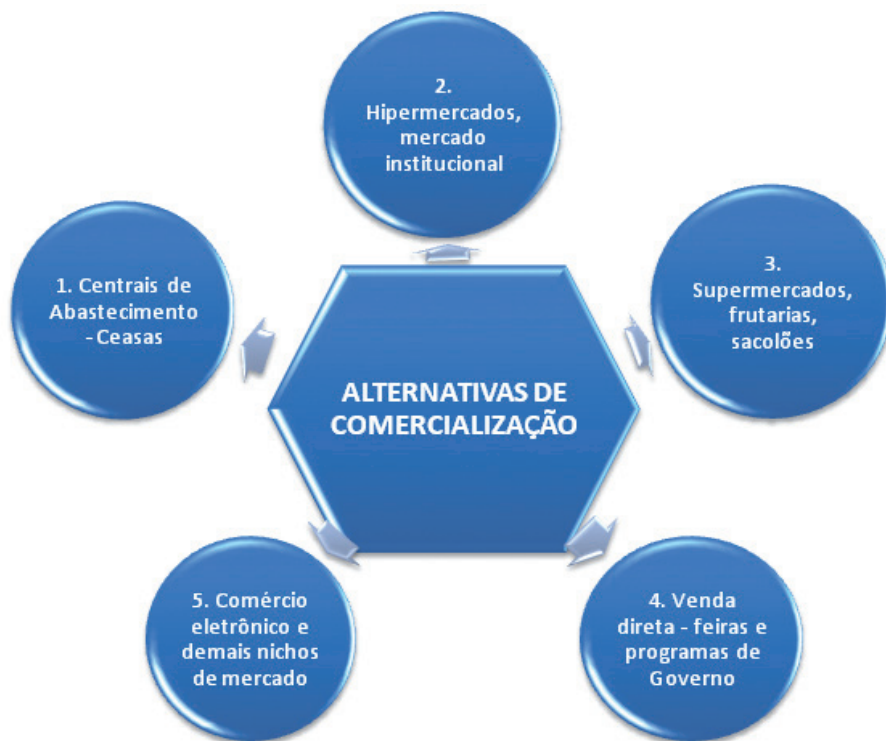 2.
Hipermercados,
mercado
institucional
1. Centrais de
Abastecimento
- Ceasas
3.
Supermercados,
frutarias,
sacolões
ALTERNATIVAS DE
COMERCIALIZAÇÃO
5. Comércio
eletrônico e
demais nichos
de mercado
4. Venda
direta - feiras e
programas de
Governo